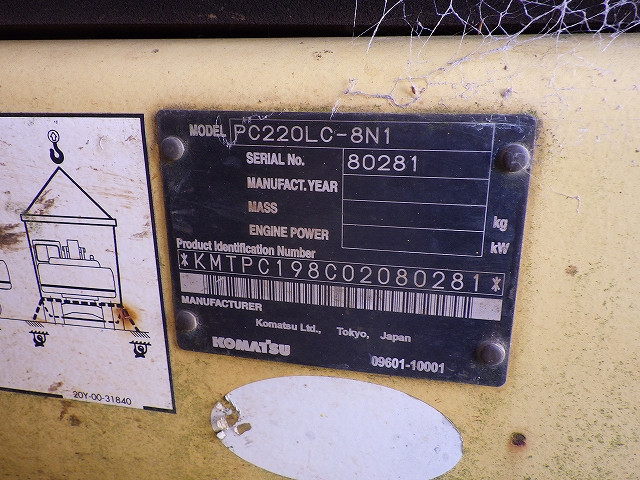 MODEL PC220LC-8N1
SERIAL No. 80281
MANUFACT.YEAR
MASS kg
ENGINE POWER kW
Product Identification Number
*KMTPC198C02080281*
MANUFACTURER
Komatsu Ltd., Tokyo, Japan
KOMATSU 09601-10001
20Y-00-31840